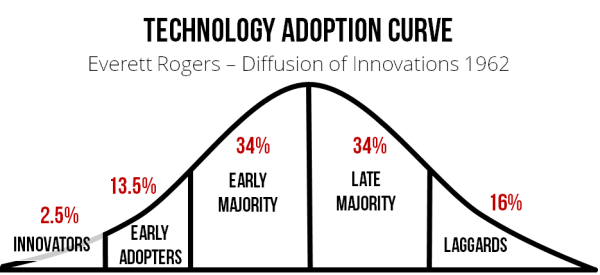 TECHNOLOGY ADOPTION CURVE
Everett Rogers – Diffusion of Innovations 1962
2.5%
INNOVATORS
13.5%
EARLY
ADOPTERS
34%
EARLY
MAJORITY
34%
LATE
MAJORITY
16%
LAGGARDS